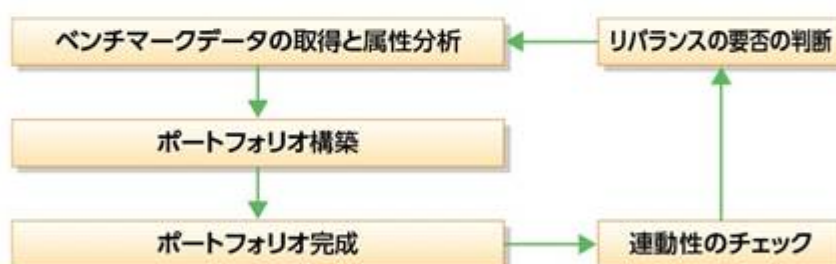 ベンチマークデータの取得と属性分析
リバランスの要否の判断
ポートフォリオ構築
ポートフォリオ完成
連動性のチェック